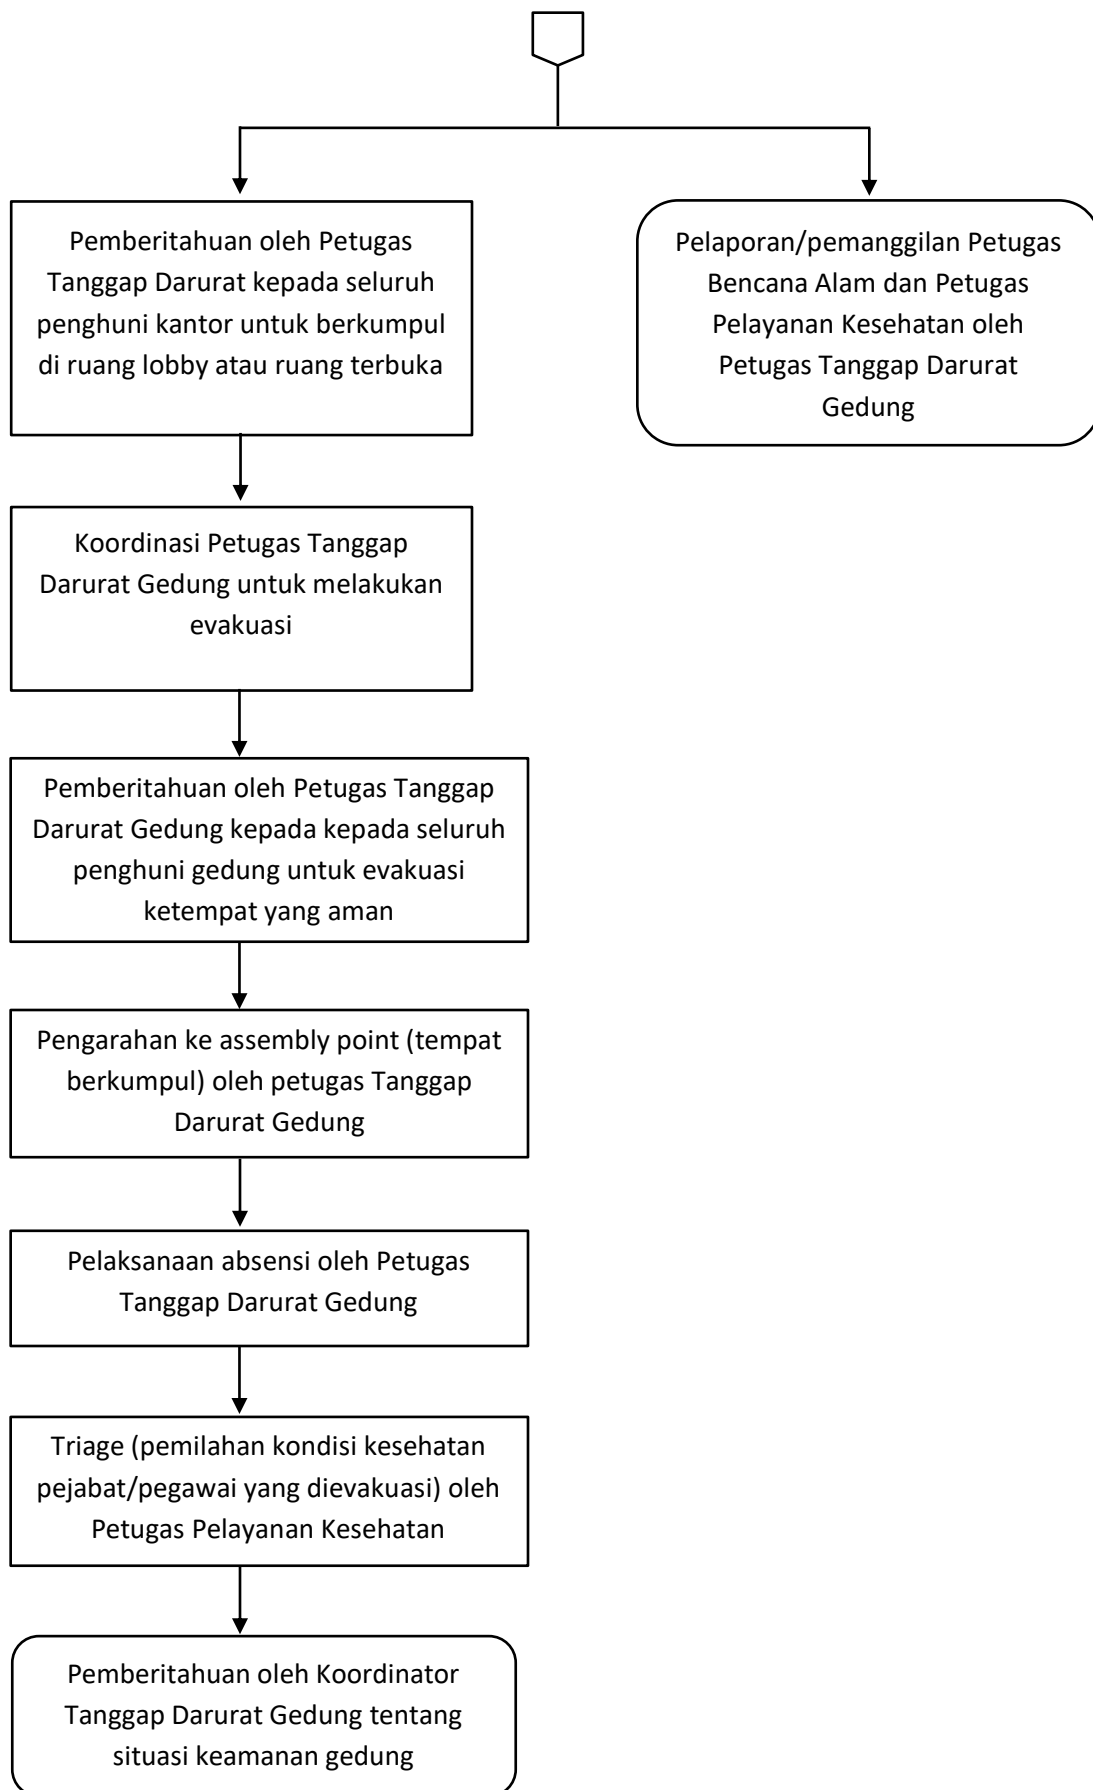 Pemberitahuan oleh Petugas
Tanggap Darurat kepada seluruh
penghuni kantor untuk berkumpul
di ruang lobby atau ruang terbuka
Pelaporan/pemanggilan Petugas
Bencana Alam dan Petugas
Pelayanan Kesehatan oleh
Petugas Tanggap Darurat
Gedung
Koordinasi Petugas Tanggap
Darurat Gedung untuk melakukan
evakuasi
Pemberitahuan oleh Petugas Tanggap
Darurat Gedung kepada kepada seluruh
penghuni gedung untuk evakuasi
ketempat yang aman
Pengarahan ke assembly point (tempat
berkumpul) oleh petugas Tanggap
Darurat Gedung
Pelaksanaan absensi oleh Petugas
Tanggap Darurat Gedung
Triage (pemilahan kondisi kesehatan
pejabat/pegawai yang dievakuasi) oleh
Petugas Pelayanan Kesehatan
Pemberitahuan oleh Koordinator
Tanggap Darurat Gedung tentang
situasi keamanan gedung